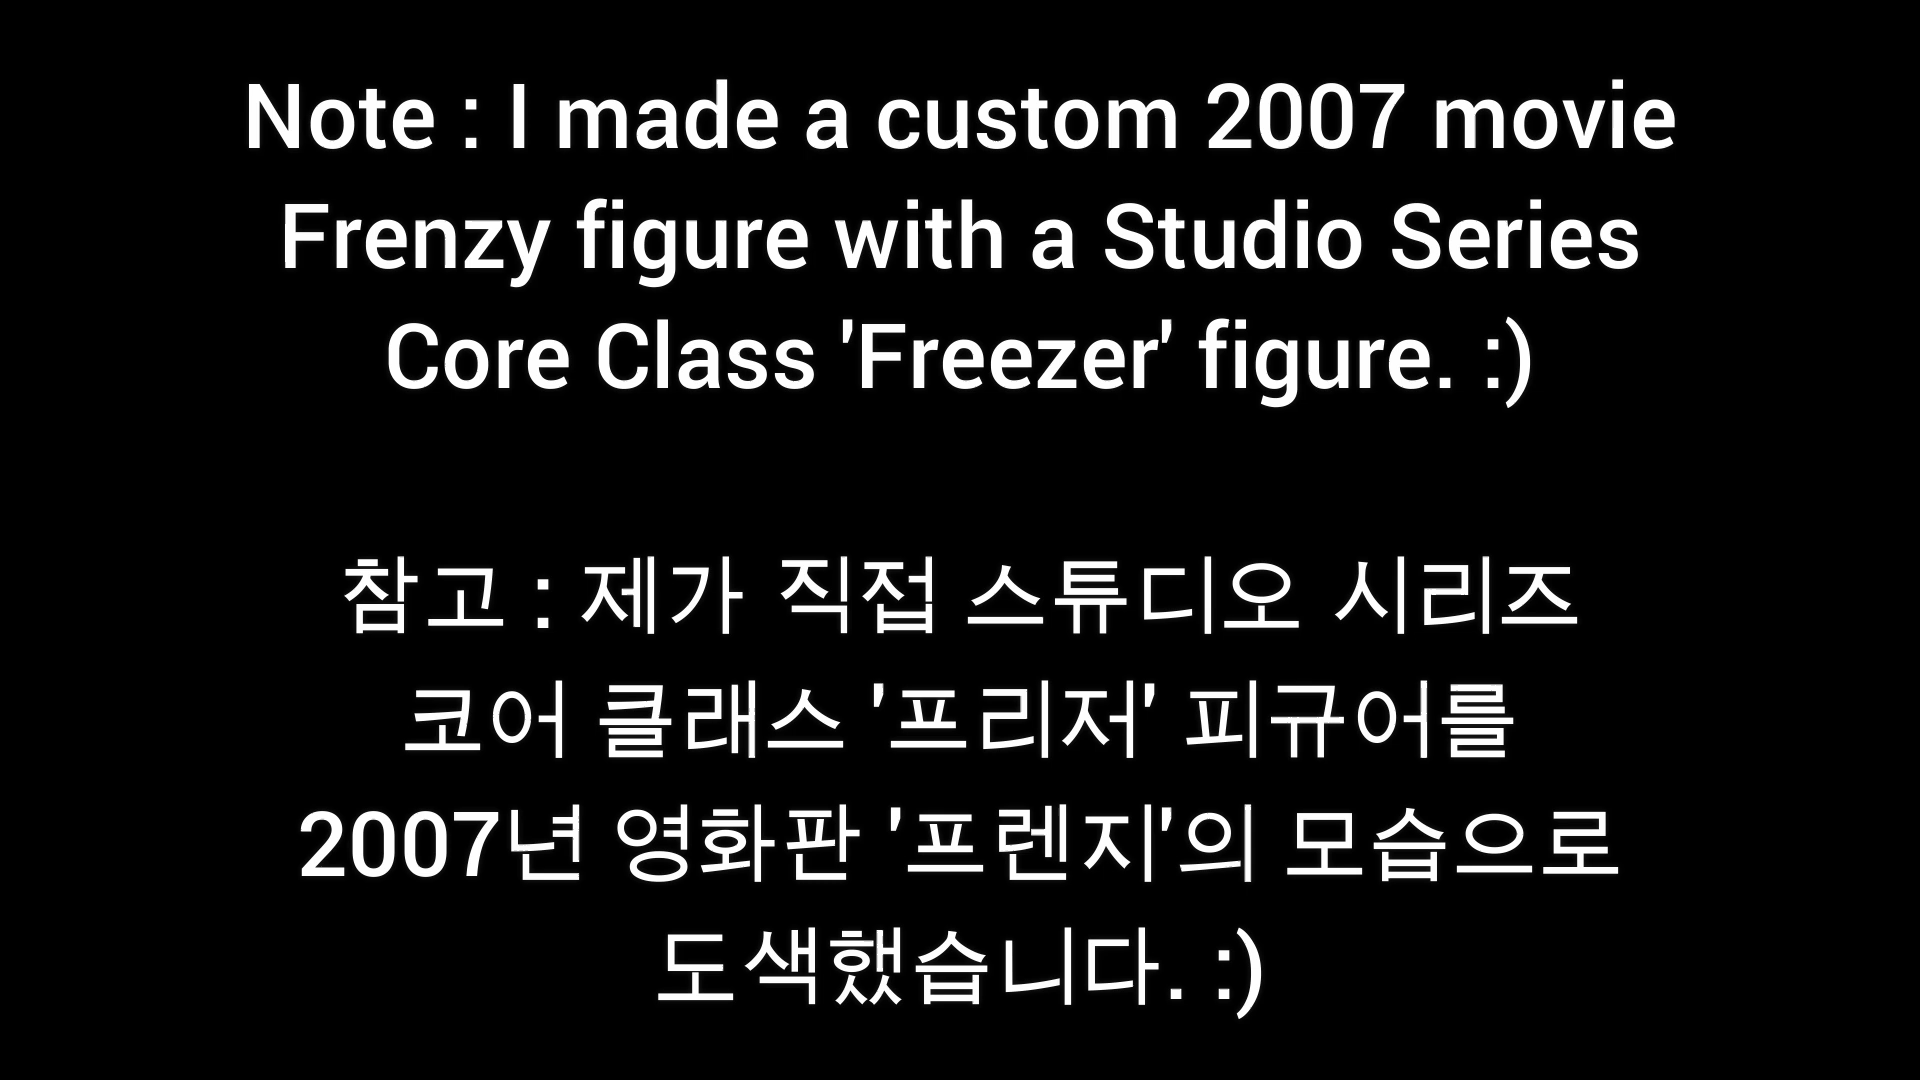 Note : I made a custom 2007 movie
Frenzy figure with a Studio Series
Core Class 'Freezer' figure. :)
참고 : 제가 직접 스튜디오 시리즈
코어 클래스 '프리저' 피규어를
2007년 영화판 '프렌지'의 모습으로
도색했습니다. :)